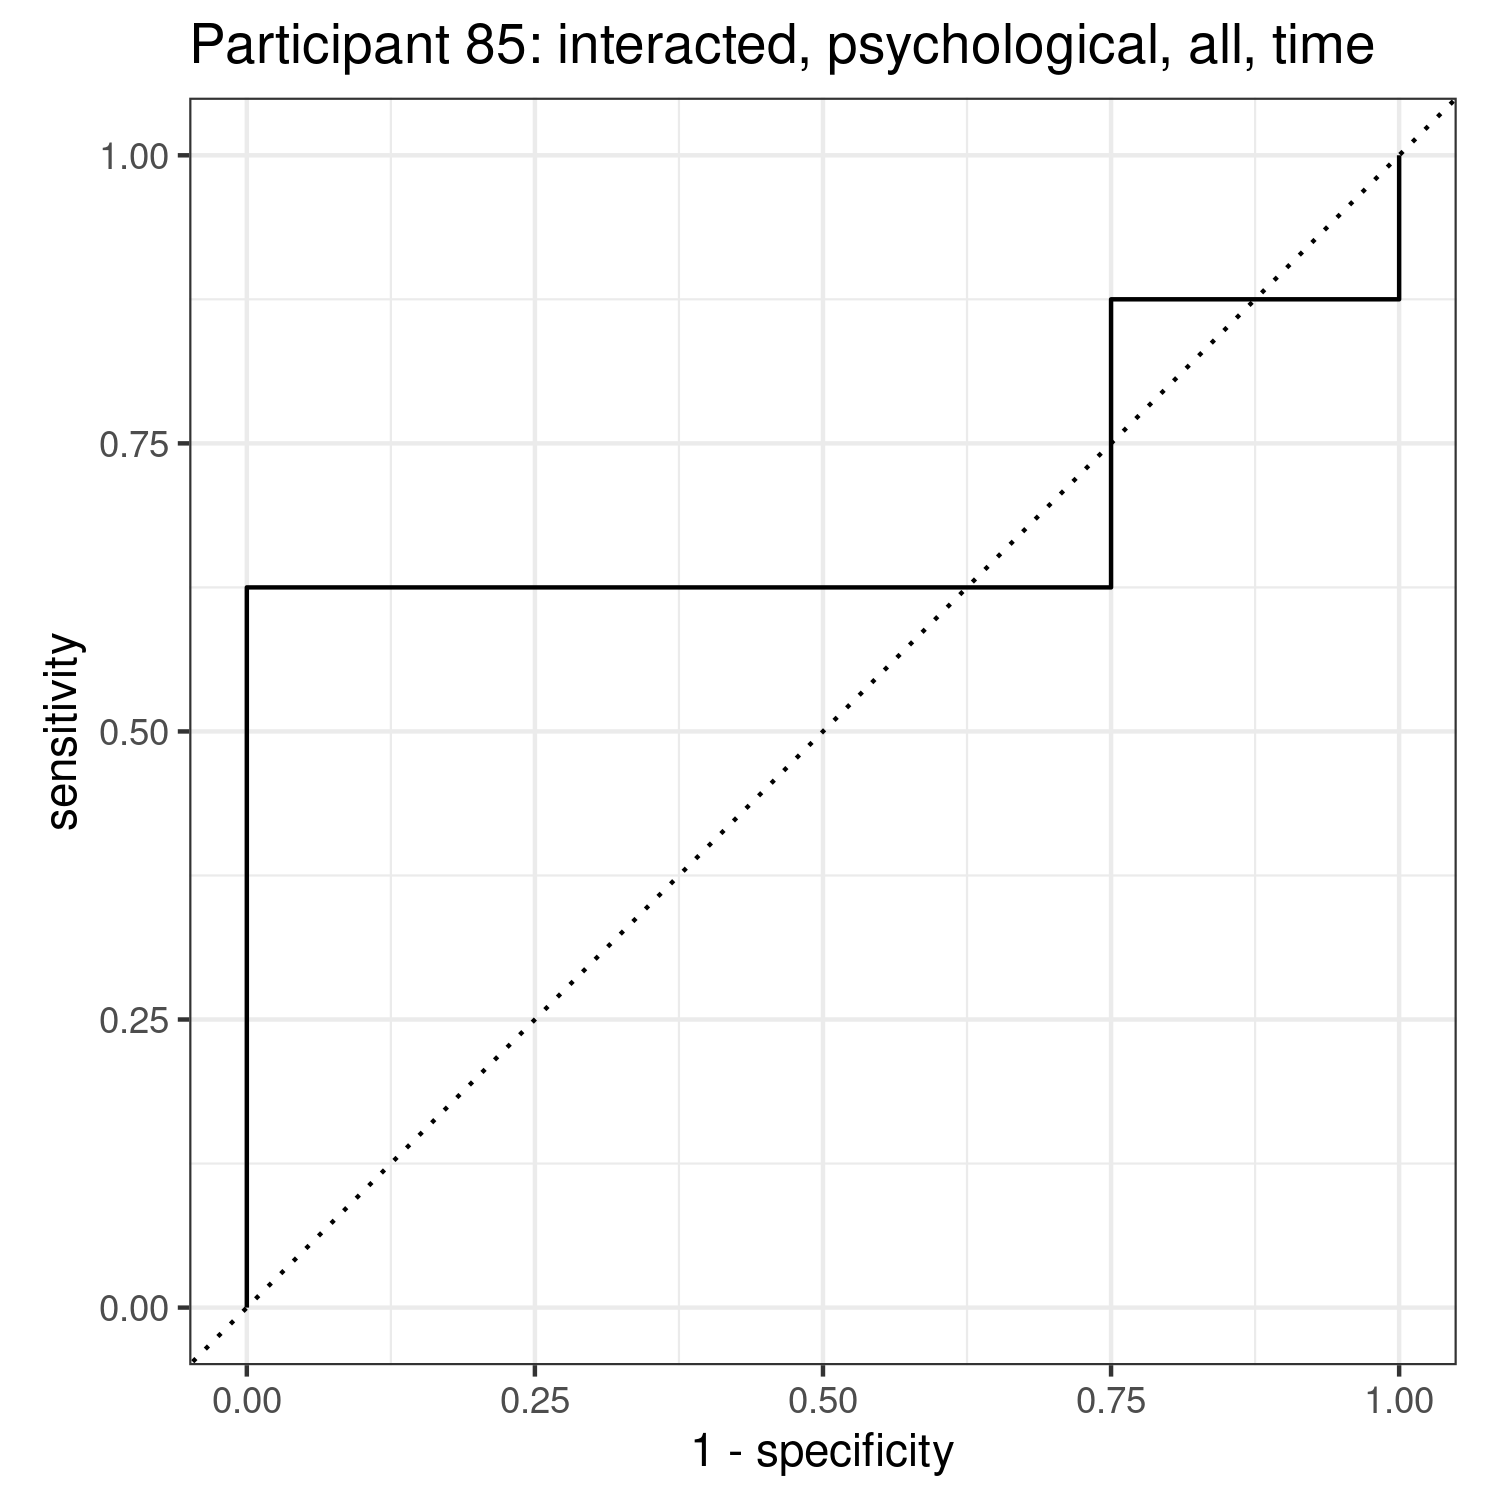 Participant 85: interacted, psychological, all, time
1.00
0.75
0.50
0.25
0.00
sensitivity
0.00 0.25 0.50 0.75 1.00
1 - specificity